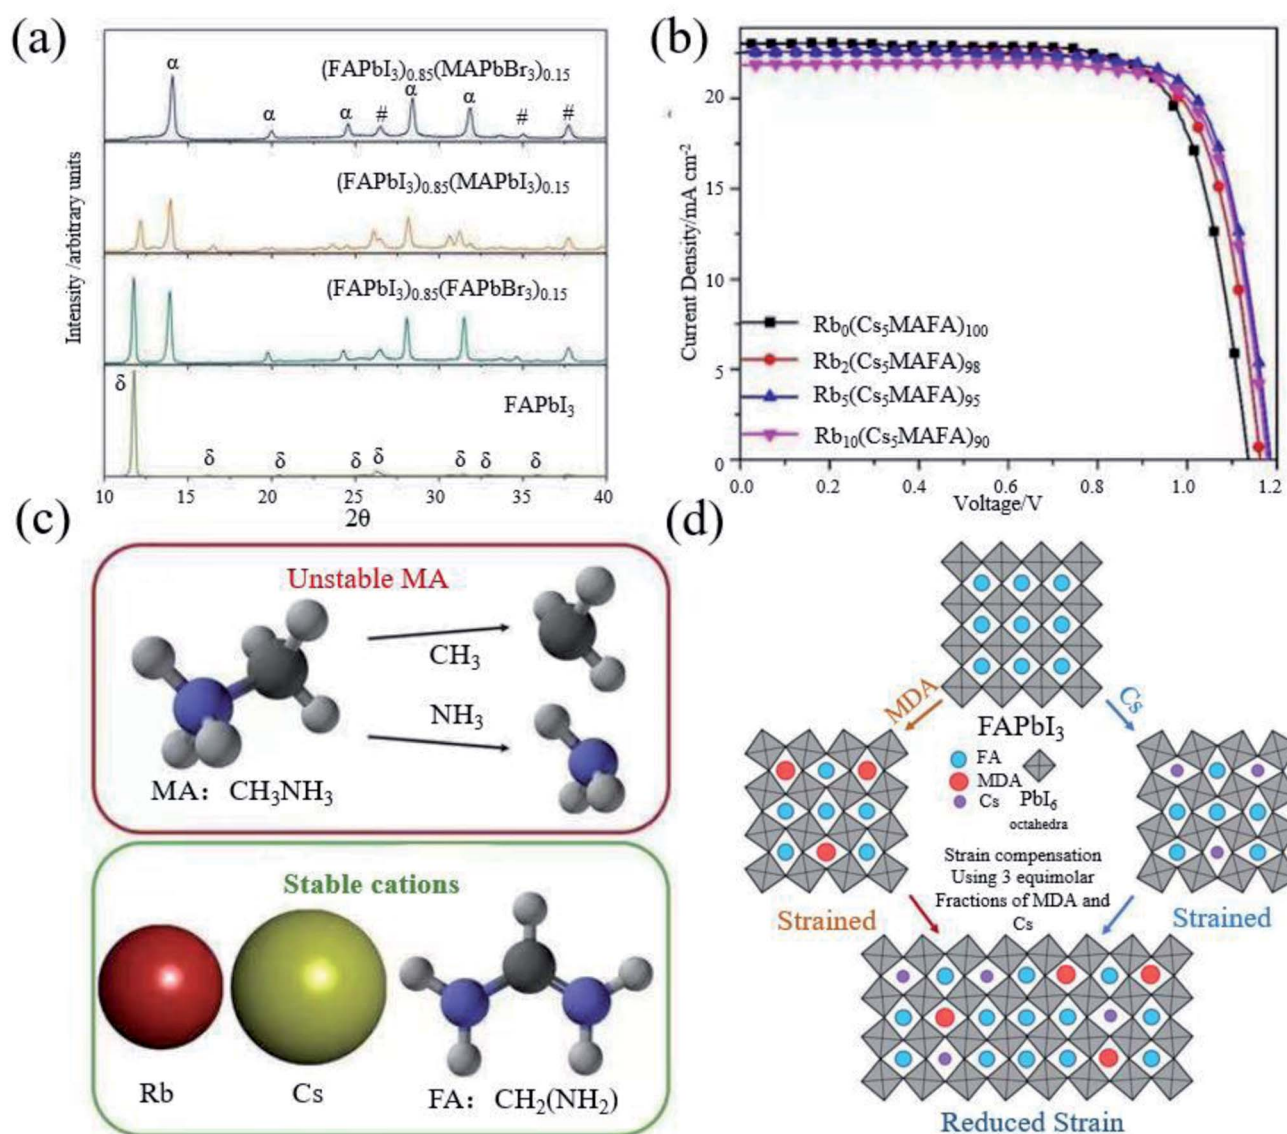 (a)
Intensity /arbitrary units
(FAPbI₃)₀.₈₅(MAPbBr₃)₀.₁₅
α α α # α α # #
(FAPbI₃)₀.₈₅(MAPbI₃)₀.₁₅
(FAPbI₃)₀.₈₅(FAPbBr₃)₀.₁₅
FAPbI₃
δ δ δ δ δ δ δ δ
10 15 20 25 30 35 40
2θ
(b)
Current Density/mA cm⁻²
20
15
10
5
0
Rb₀(Cs₅MAFA)₁₀₀
Rb₂(Cs₅MAFA)₉₈
Rb₅(Cs₅MAFA)₉₅
Rb₁₀(Cs₅MAFA)₉₀
0.0 0.2 0.4 0.6 0.8 1.0 1.2
Voltage/V
(c)
Unstable MA
CH₃
NH₃
MA: CH₃NH₃
Stable cations
Rb
Cs
FA: CH₂(NH₂)
(d)
MDA
Cs
FAPbI₃
FA
MDA
Cs
PbI₆
octahedra
Strain compensation
Using 3 equimolar
Fractions of MDA and
Cs
Strained
Strained
Reduced Strain